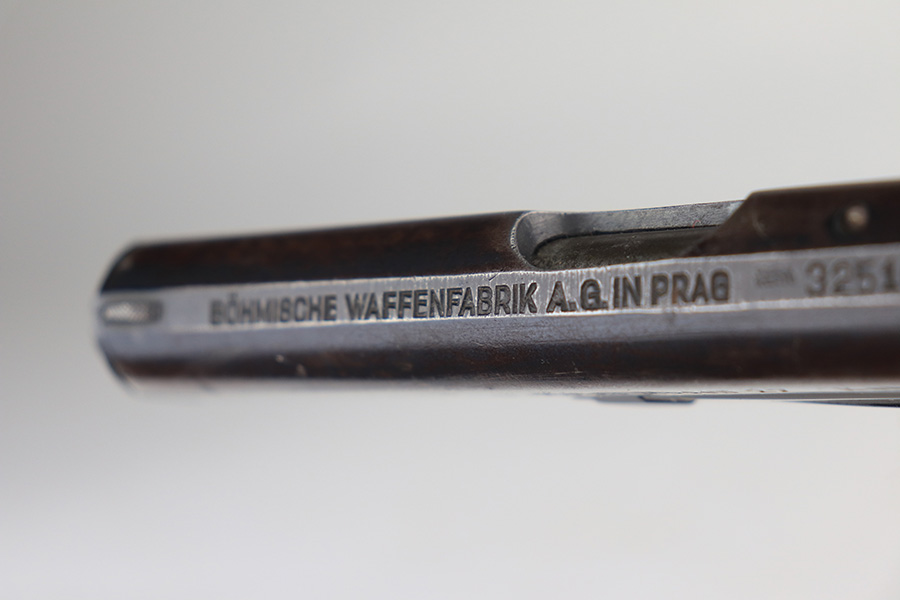 BÖHMISCHE WAFFENFABRIK A.G. IN PRAG 3251